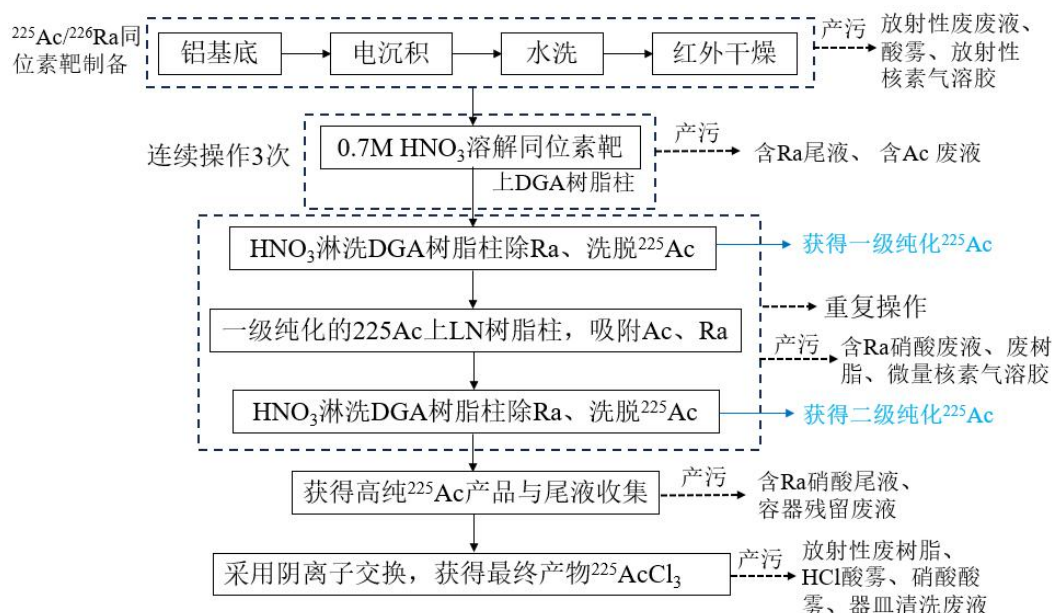 ²²⁵Ac/²²⁶Ra同
位素靶制备
铝基底
电沉积
水洗
红外干燥
产污
放射性废废液、
酸雾、放射性
核素气溶胶
连续操作3次
0.7M HNO₃溶解同位素靶
上DGA树脂柱
产污
含Ra尾液、含Ac 废液
HNO₃淋洗DGA树脂柱除Ra、洗脱²²⁵Ac
获得一级纯化²²⁵Ac
一级纯化的225Ac上LN树脂柱，吸附Ac、Ra
重复操作
产污
含Ra硝酸废液、废树
脂、微量核素气溶胶
HNO₃淋洗DGA树脂柱除Ra、洗脱²²⁵Ac
获得二级纯化²²⁵Ac
获得高纯²²⁵Ac产品与尾液收集
产污
含Ra硝酸尾液、
容器残留废液
采用阴离子交换，获得最终产物²²⁵AcCl₃
产污
放射性废树脂、
HCl酸雾、硝酸酸
雾、器皿清洗废液